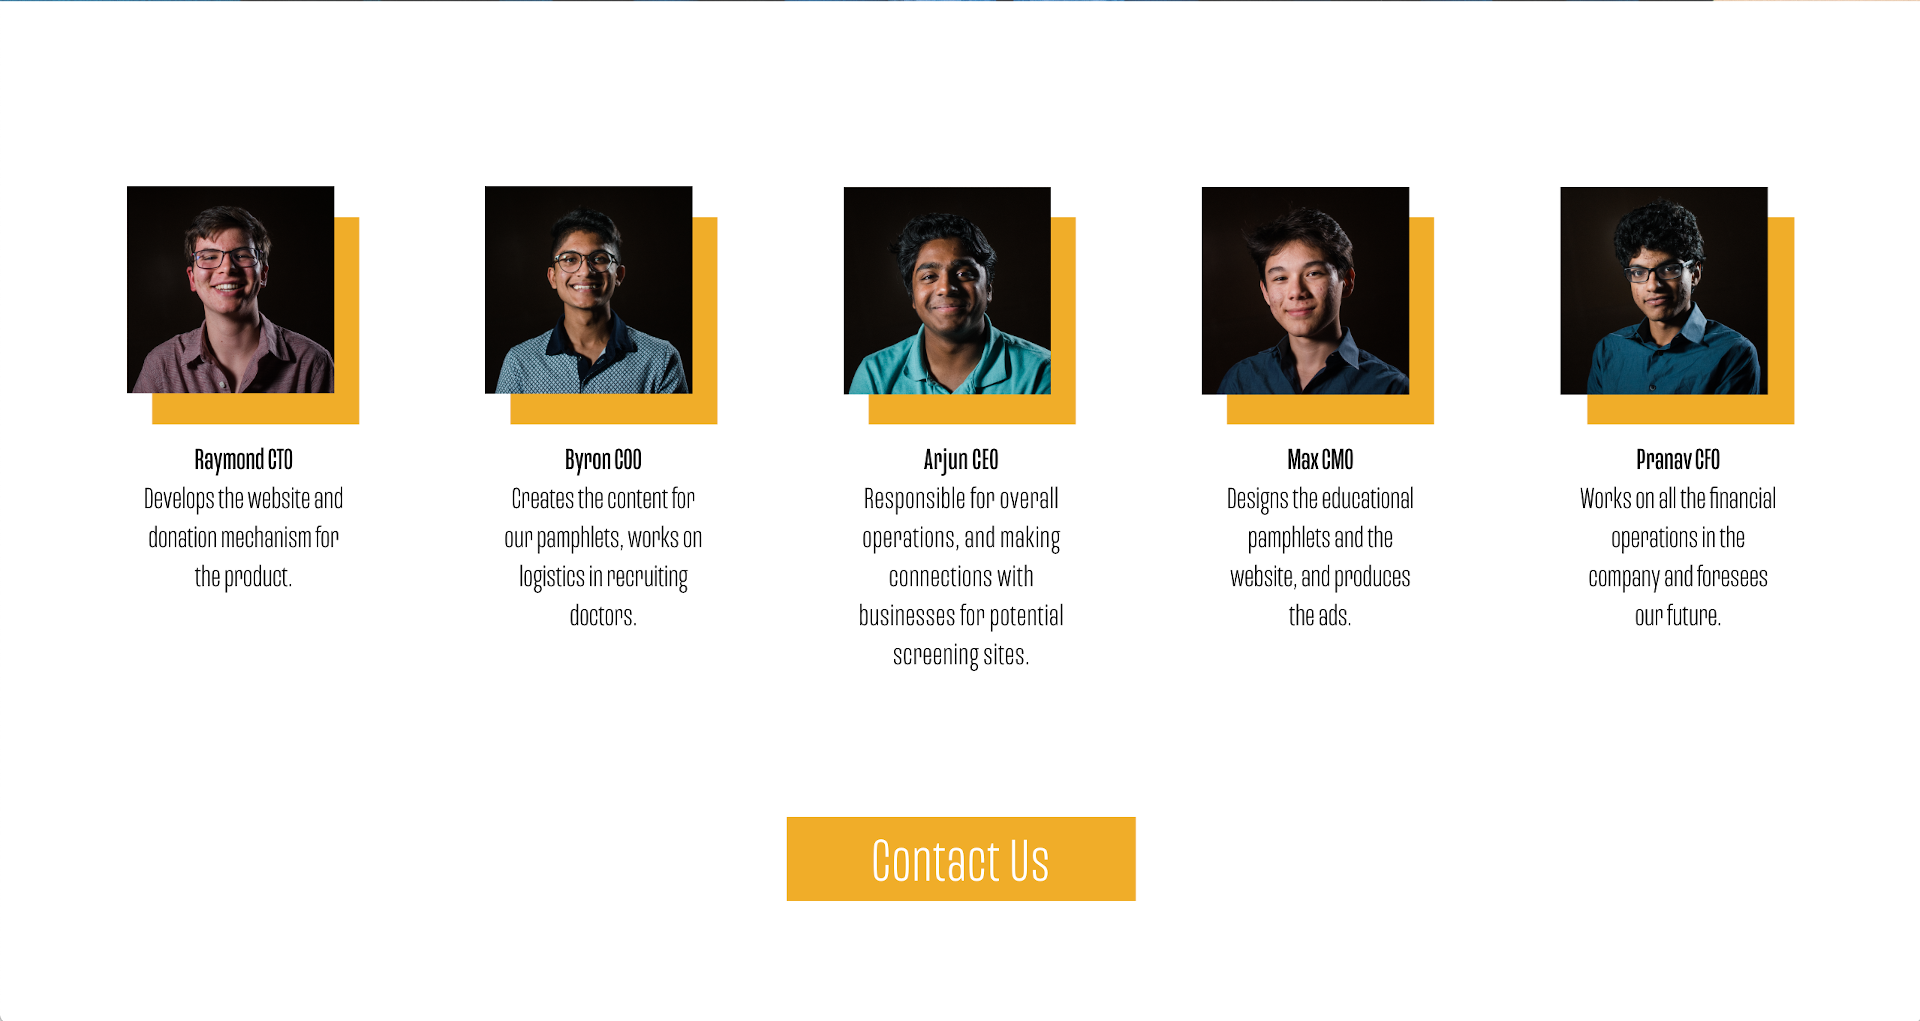 Raymond CTO
Develops the website and
donation mechanism for
the product.
Byron COO
Creates the content for
our pamphlets, works on
logistics in recruiting
doctors.
Arjun CEO
Responsible for overall
operations, and making
connections with
businesses for potential
screening sites.
Max CMO
Designs the educational
pamphlets and the
website, and produces
the ads.
Pranav CFO
Works on all the financial
operations in the
company and foresees
our future.
Contact Us